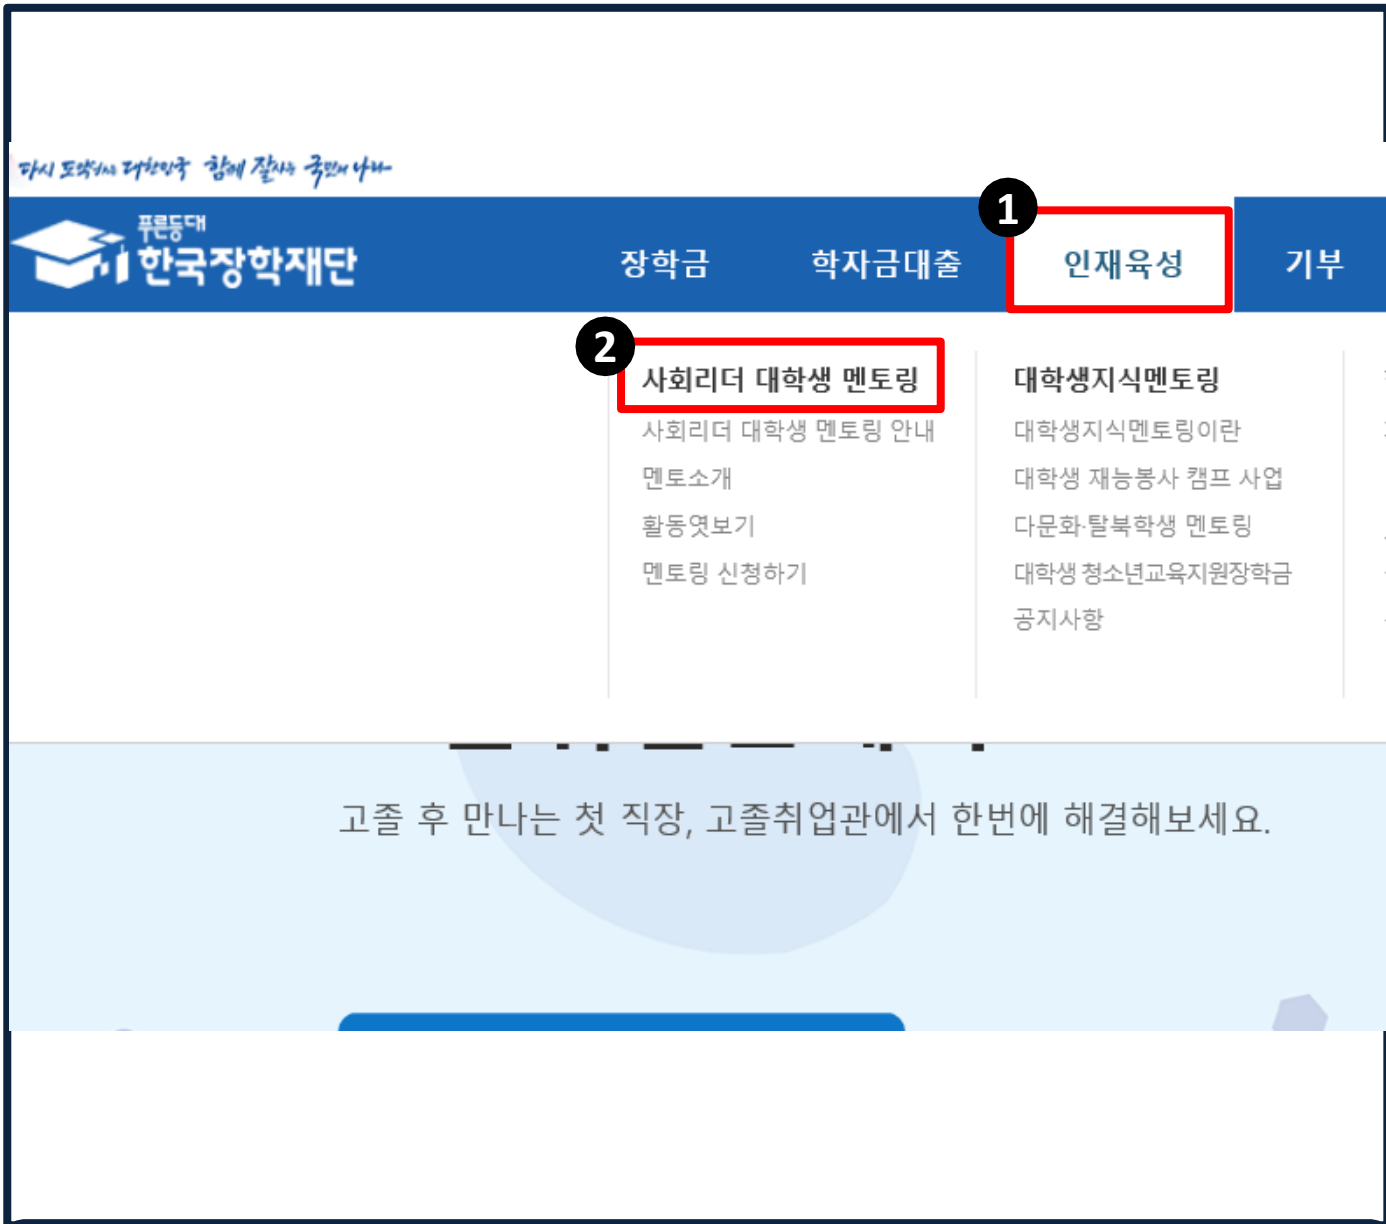 다시 도약하는 대한민국 함께 잘사는 국민의 나라
푸른등대
한국장학재단
장학금
학자금대출
1
인재육성
기부
2
사회리더 대학생 멘토링
사회리더 대학생 멘토링 안내
멘토소개
활동엿보기
멘토링 신청하기
대학생지식멘토링
대학생지식멘토링이란
대학생 재능봉사 캠프 사업
다문화·탈북학생 멘토링
대학생 청소년교육지원장학금
공지사항
고졸 후 만나는 첫 직장, 고졸취업관에서 한번에 해결해보세요.